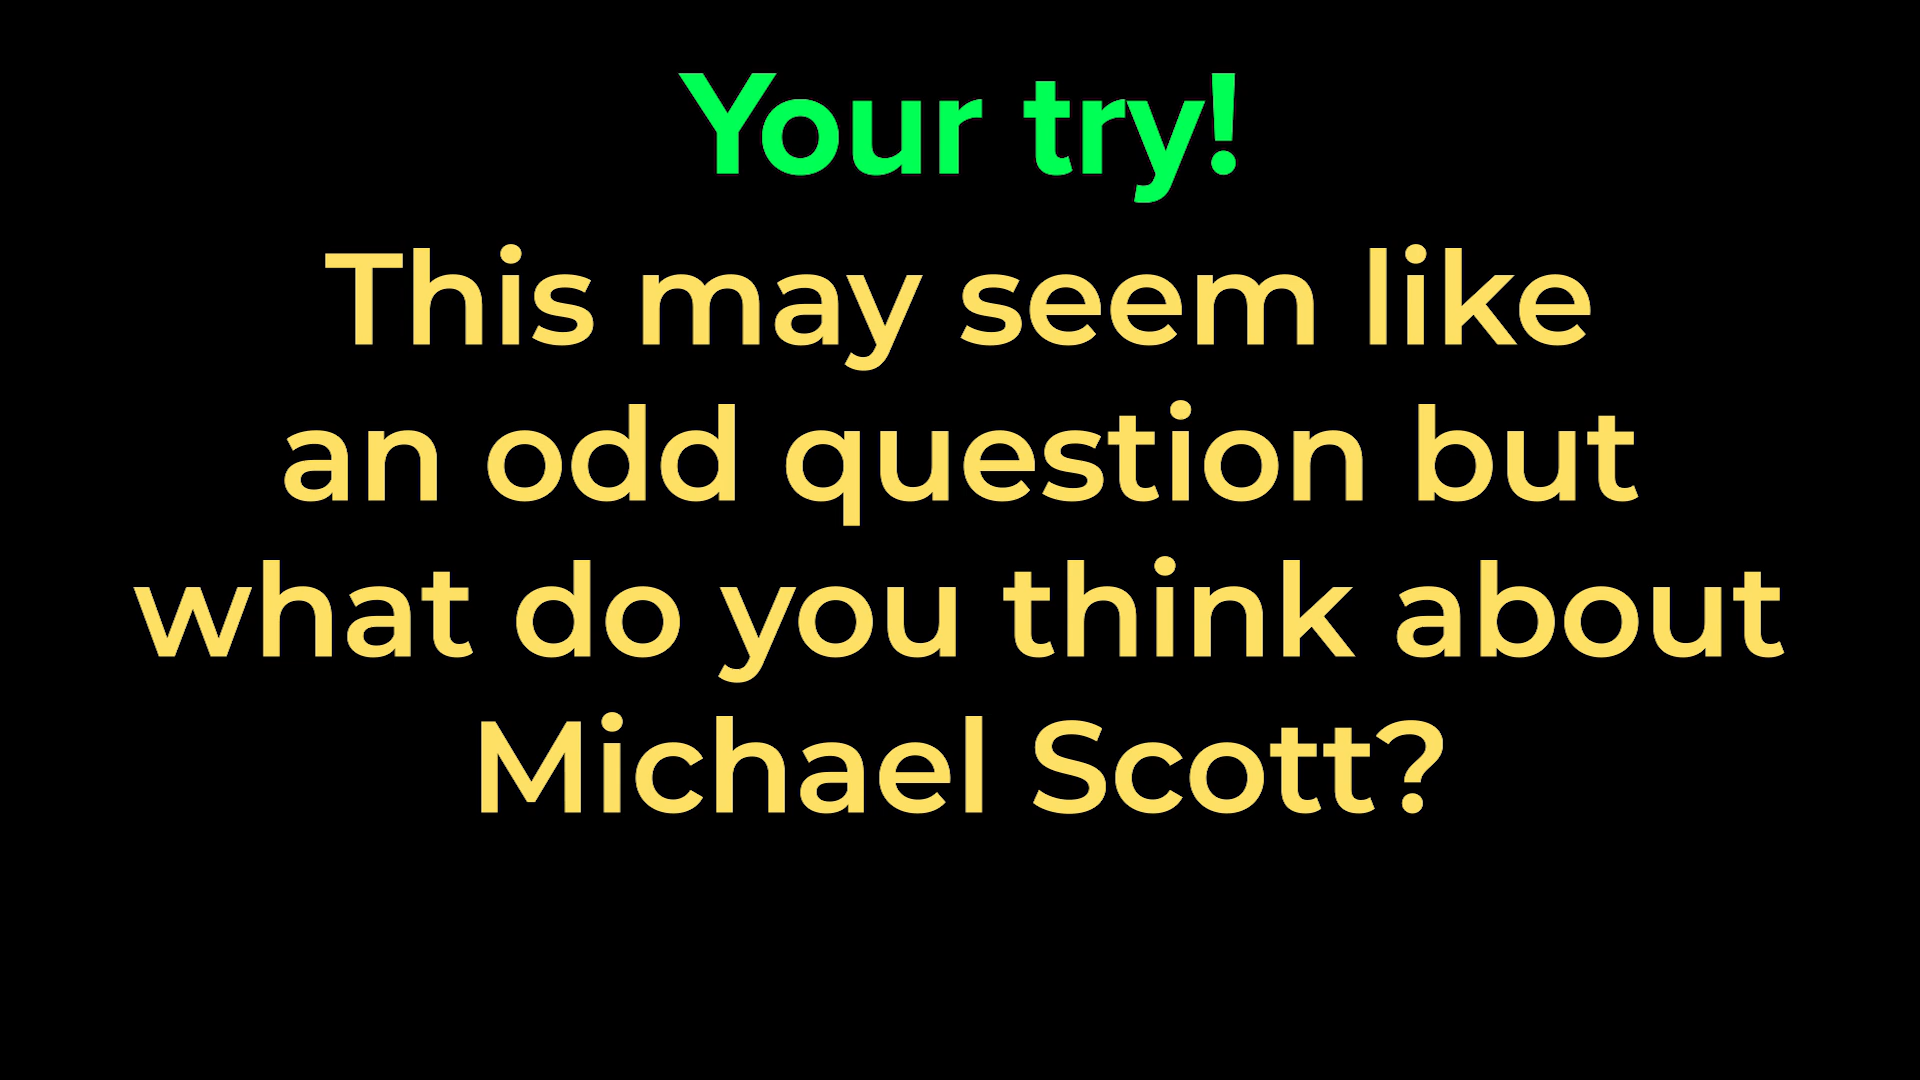 Your try!
This may seem like
an odd question but
what do you think about
Michael Scott?